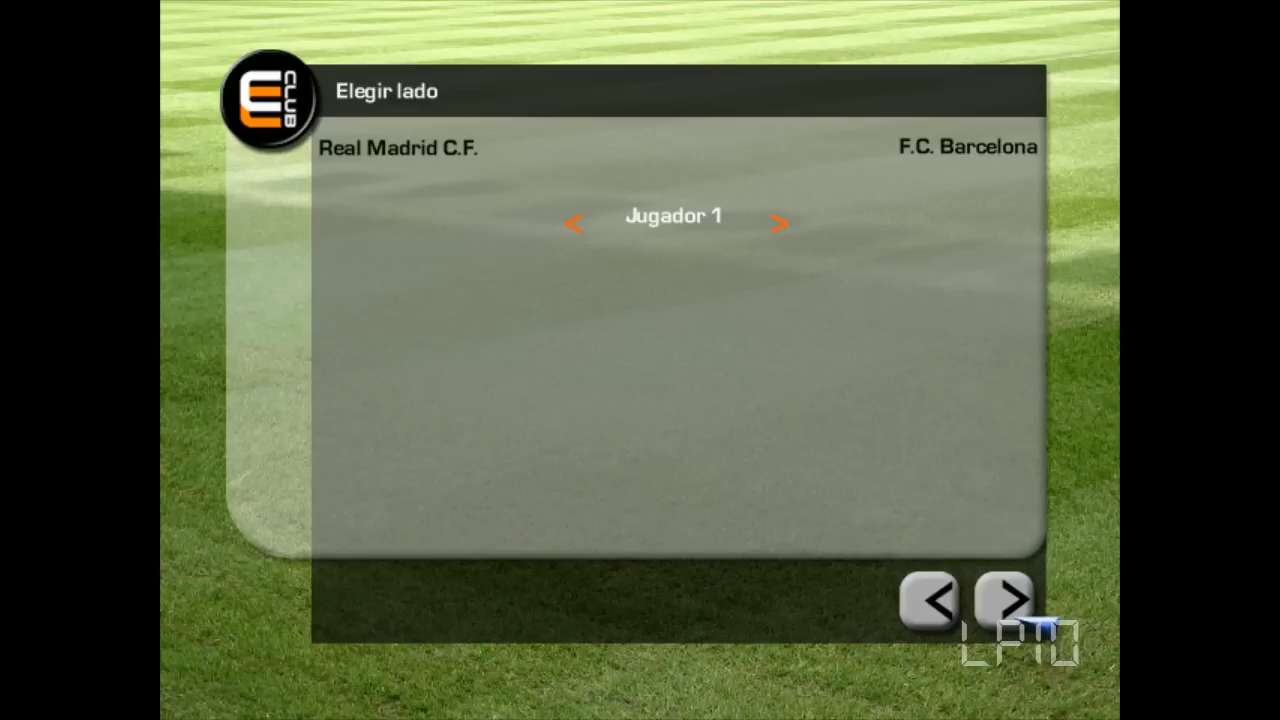 CLUB
Elegir lado
Real Madrid C.F.
F.C. Barcelona
< Jugador 1 >
< >
LP10